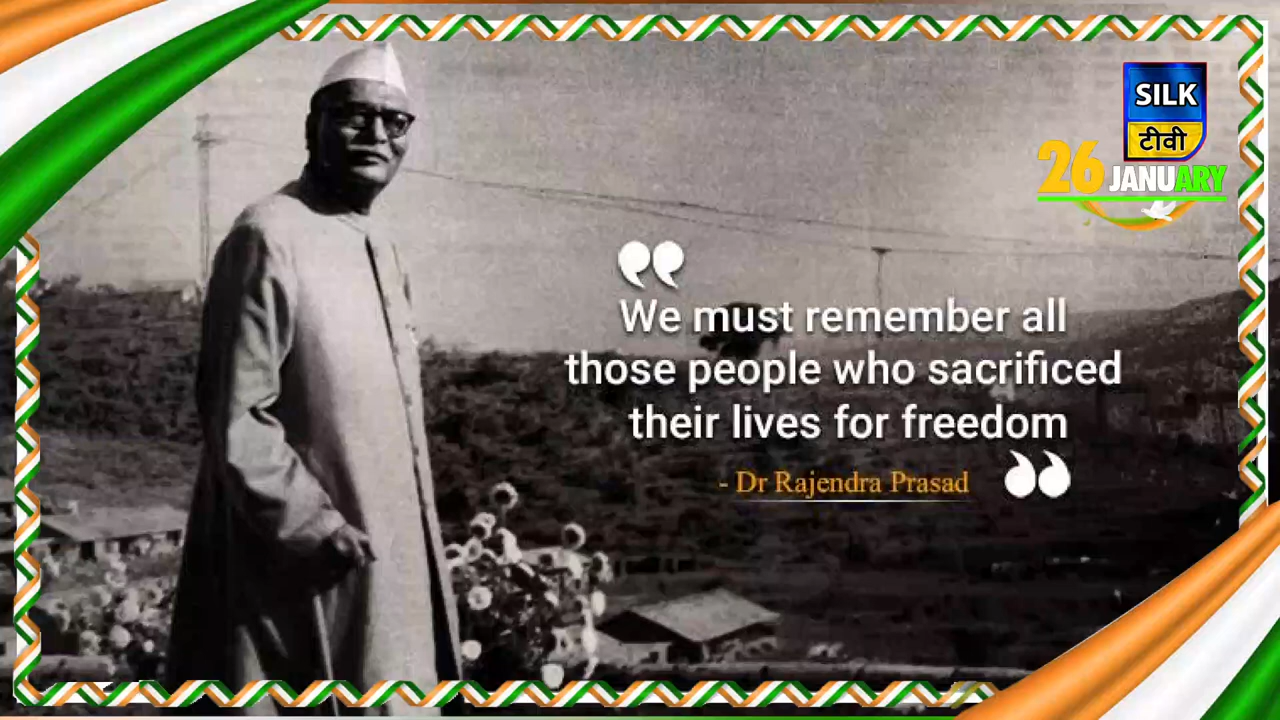 SILK
टीवी
26 JANUARY
We must remember all
those people who sacrificed
their lives for freedom
- Dr Rajendra Prasad